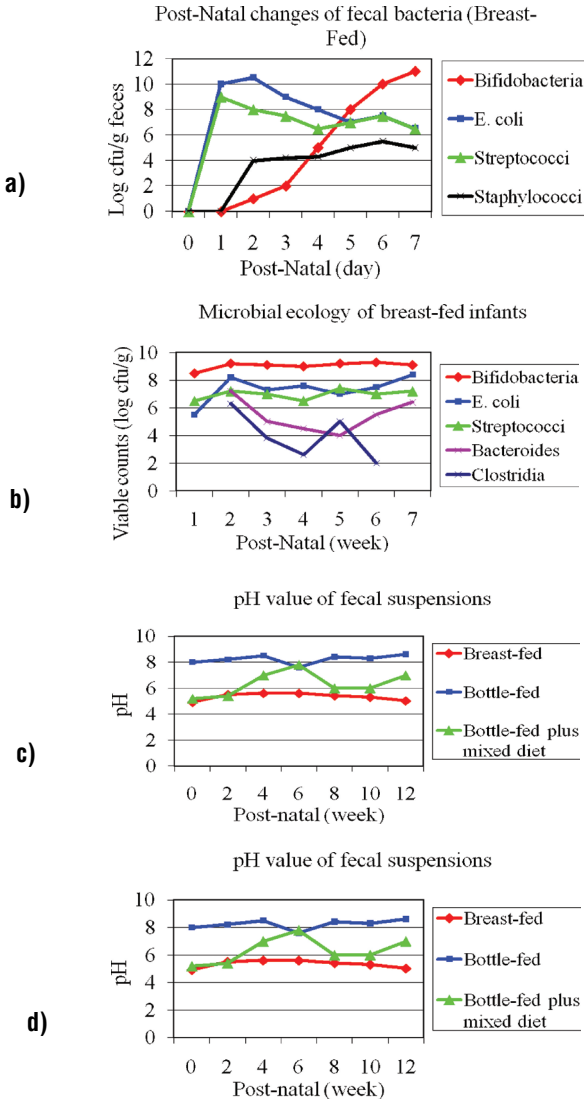 a)
Post-Natal changes of fecal bacteria (Breast-
Fed)
Log cfu/g feces
12
10
8
6
4
2
0
0 1 2 3 4 5 6 7
Post-Natal (day)
Bifidobacteria
E. coli
Streptococci
Staphylococci
b)
Microbial ecology of breast-fed infants
Viable counts (log cfu/g)
10
8
6
4
2
0
1 2 3 4 5 6 7
Post-Natal (week)
Bifidobacteria
E. coli
Streptococci
Bacteroides
Clostridia
c)
pH value of fecal suspensions
pH
10
8
6
4
2
0
0 2 4 6 8 10 12
Post-natal (week)
Breast-fed
Bottle-fed
Bottle-fed plus
mixed diet
d)
pH value of fecal suspensions
pH
10
8
6
4
2
0
0 2 4 6 8 10 12
Post-natal (week)
Breast-fed
Bottle-fed
Bottle-fed plus
mixed diet